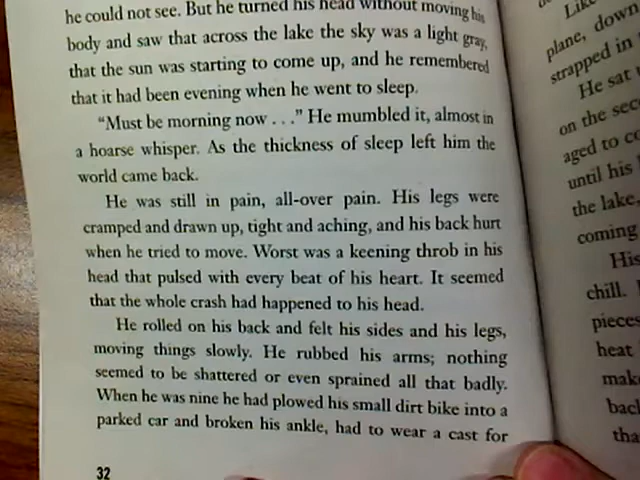 he could not see. But he turned his head without moving his
body and saw that across the lake the sky was a light gray,
that the sun was starting to come up, and he remembered
that it had been evening when he went to sleep.
“Must be morning now . . .” He mumbled it, almost in
a hoarse whisper. As the thickness of sleep left him the
world came back.
He was still in pain, all-over pain. His legs were
cramped and drawn up, tight and aching, and his back hurt
when he tried to move. Worst was a keening throb in his
head that pulsed with every beat of his heart. It seemed
that the whole crash had happened to his head.
He rolled on his back and felt his sides and his legs,
moving things slowly. He rubbed his arms; nothing
seemed to be shattered or even sprained all that badly.
When he was nine he had plowed his small dirt bike into a
parked car and broken his ankle, had to wear a cast for
32
Like
plane, down
strapped in
He sat
on the sec
aged to co
until his
the lake,
coming
His
chill.
pieces
heat
make
back
tha